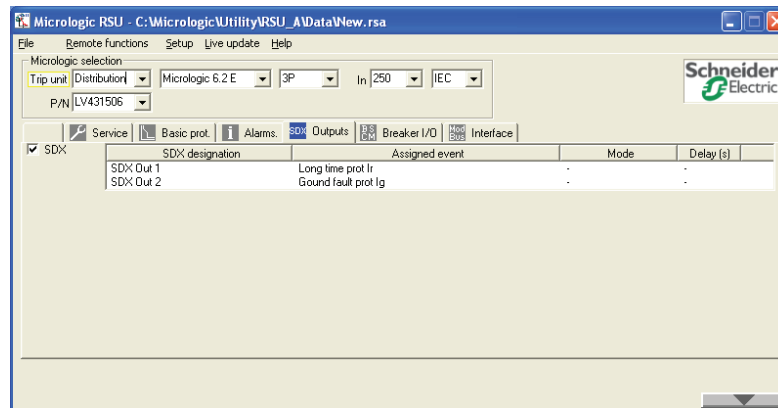 Micrologic RSU - C:\Micrologic\Utility\RSU_A\Data\New.rsa
File Remote functions Setup Live update Help
Micrologic selection
Trip unit Distribution Micrologic 6.2 E 3P In 250 IEC
P/N LV431506
Schneider
Electric
Service Basic prot. Alarms. SDX Outputs BS CM Breaker I/O Mod Bus Interface
SDX SDX designation Assigned event Mode Delay (s)
SDX Out 1 Long time prot Ir - -
SDX Out 2 Gound fault prot Ig - -